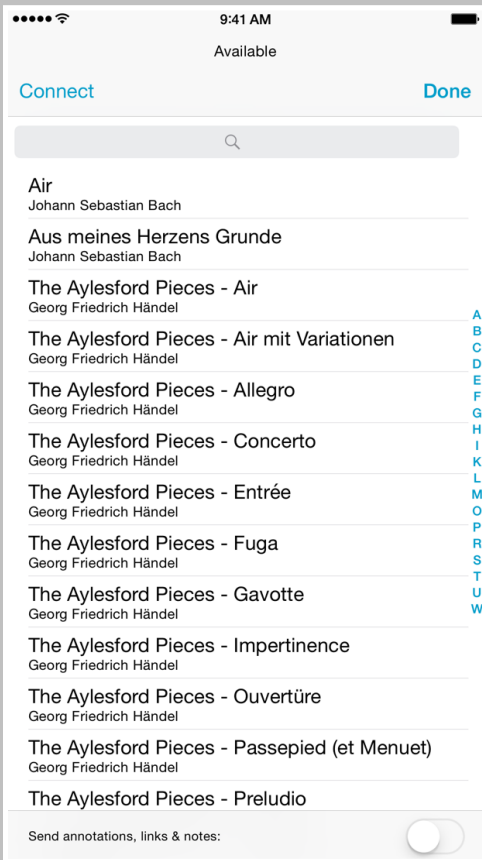 9:41 AM
Available
Connect
Done
Air
Johann Sebastian Bach
Aus meines Herzens Grunde
Johann Sebastian Bach
The Aylesford Pieces - Air
Georg Friedrich Händel
The Aylesford Pieces - Air mit Variationen
Georg Friedrich Händel
The Aylesford Pieces - Allegro
Georg Friedrich Händel
The Aylesford Pieces - Concerto
Georg Friedrich Händel
The Aylesford Pieces - Entrée
Georg Friedrich Händel
The Aylesford Pieces - Fuga
Georg Friedrich Händel
The Aylesford Pieces - Gavotte
Georg Friedrich Händel
The Aylesford Pieces - Impertinence
Georg Friedrich Händel
The Aylesford Pieces - Ouvertüre
Georg Friedrich Händel
The Aylesford Pieces - Passepied (et Menuet)
Georg Friedrich Händel
The Aylesford Pieces - Preludio
A
B
C
D
E
F
G
H
I
K
L
M
O
P
R
S
T
U
W
Send annotations, links & notes: